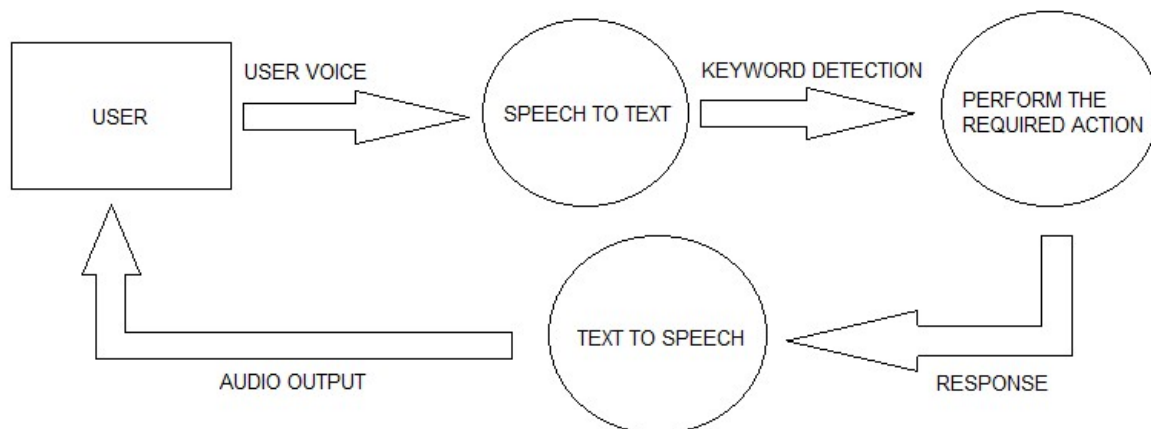 USER
USER VOICE
SPEECH TO TEXT
KEYWORD DETECTION
PERFORM THE
REQUIRED ACTION
RESPONSE
TEXT TO SPEECH
AUDIO OUTPUT